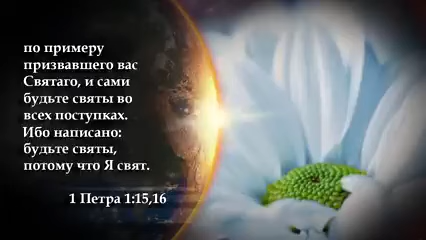 по примеру
призвавшего вас
Святаго, и сами
будьте святы во
всех поступках.
Ибо написано:
будьте святы,
потому что Я свят.
1 Петра 1:15,16